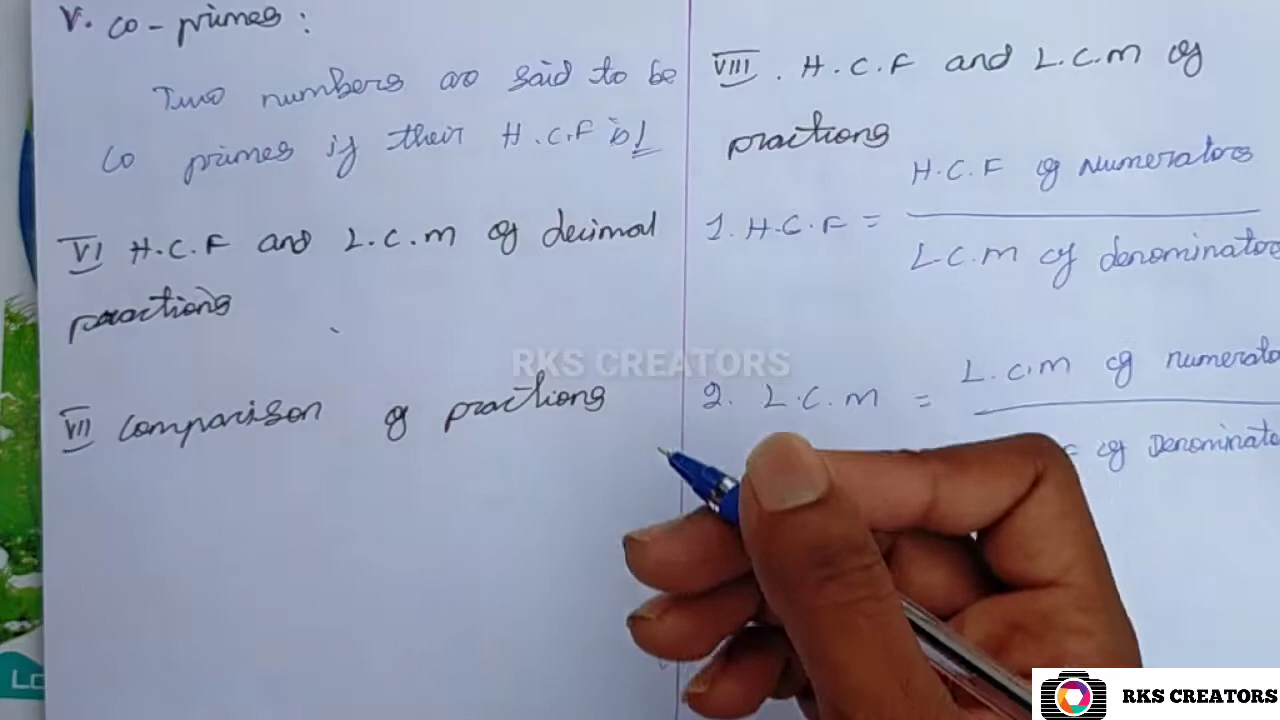 V. Co-primes:
Two numbers are said to be
Co primes if their H.C.F is 1
VI H.C.F and L.C.M of decimal
fractions
VII Comparison of fractions
VIII. H.C.F and L.C.M of
fractions
1. H.C.F = H.C.F of Numerators
L.C.M of denominators
2. L.C.M = L.C.M of numerato
of Denominato
RKS CREATORS
RKS CREATORS